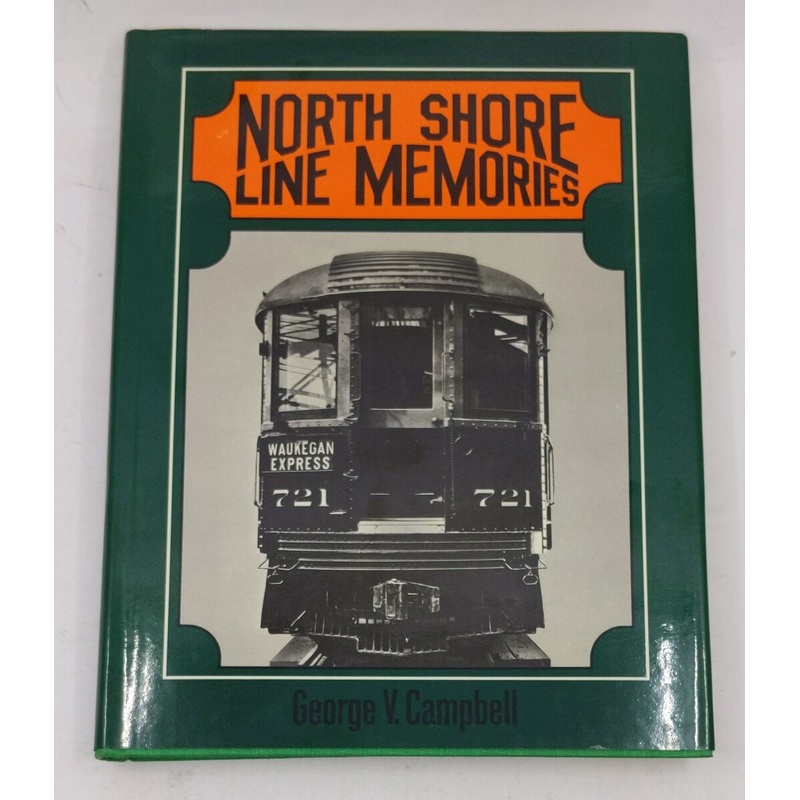 NORTH SHORE
LINE MEMORIES
WAUKEGAN
EXPRESS
721 721
George V. Campbell